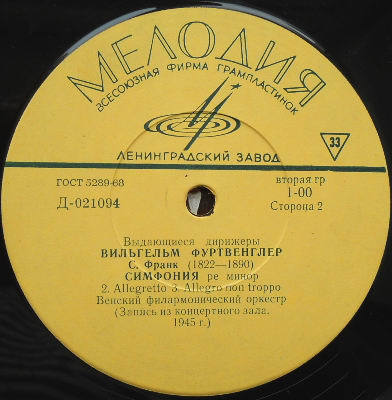 МЕЛОДИЯ
ВСЕСОЮЗНАЯ ФИРМА ГРАМПЛАСТИНОК
33
ЛЕНИНГРАДСКИЙ ЗАВОД
ГОСТ 5289-68
Д-021094
вторая гр
1-00
Сторона 2
Выдающиеся дирижеры
ВИЛЬГЕЛЬМ ФУРТВЕНГЛЕР
С. Франк (1822—1890)
СИМФОНИЯ ре минор
2. Allegretto 3. Allegro non troppo
Венский филармонический оркестр
(Запись из концертного зала.
1945 г.)